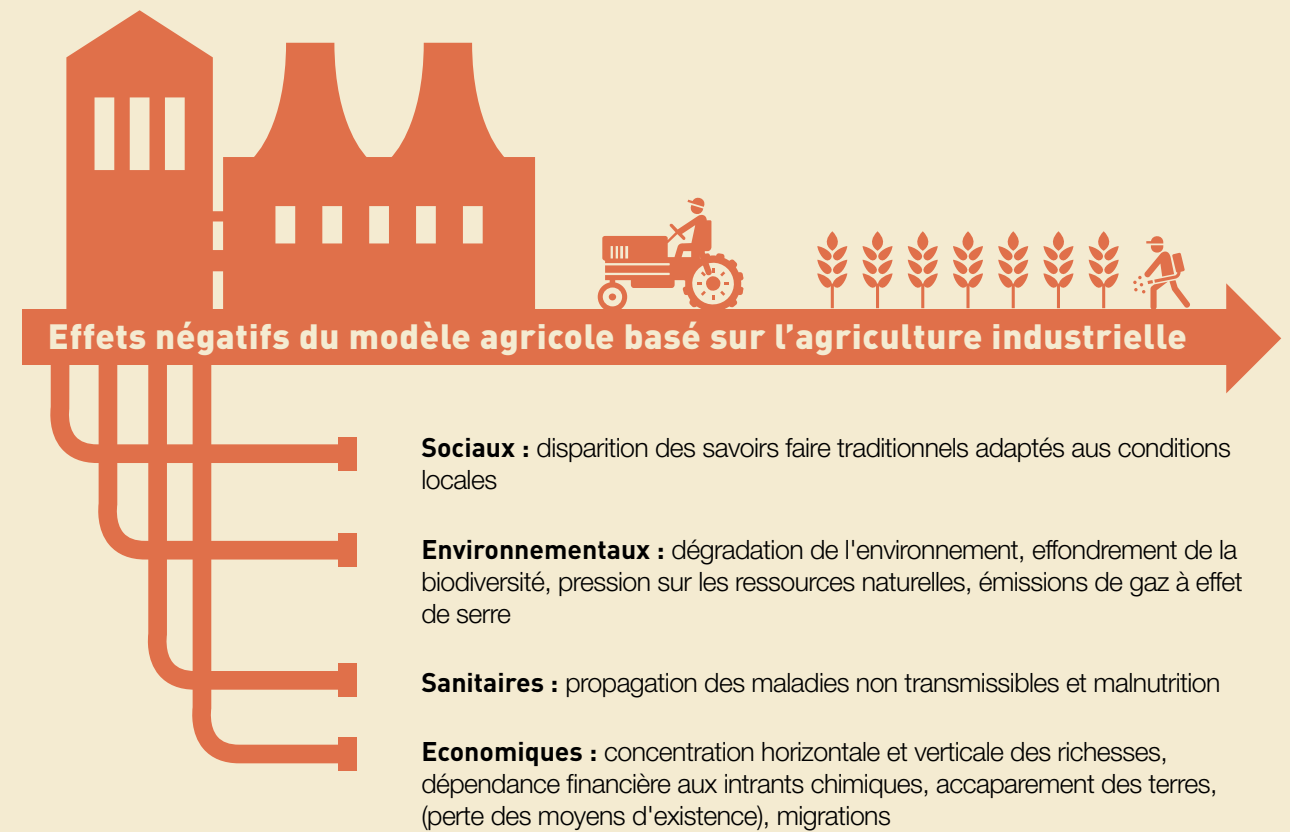 Effets négatifs du modèle agricole basé sur l'agriculture industrielle
Sociaux : disparition des savoirs faire traditionnels adaptés aus conditions
locales
Environnementaux : dégradation de l'environnement, effondrement de la
biodiversité, pression sur les ressources naturelles, émissions de gaz à effet
de serre
Sanitaires : propagation des maladies non transmissibles et malnutrition
Economiques : concentration horizontale et verticale des richesses,
dépendance financière aux intrants chimiques, accaparement des terres,
(perte des moyens d'existence), migrations